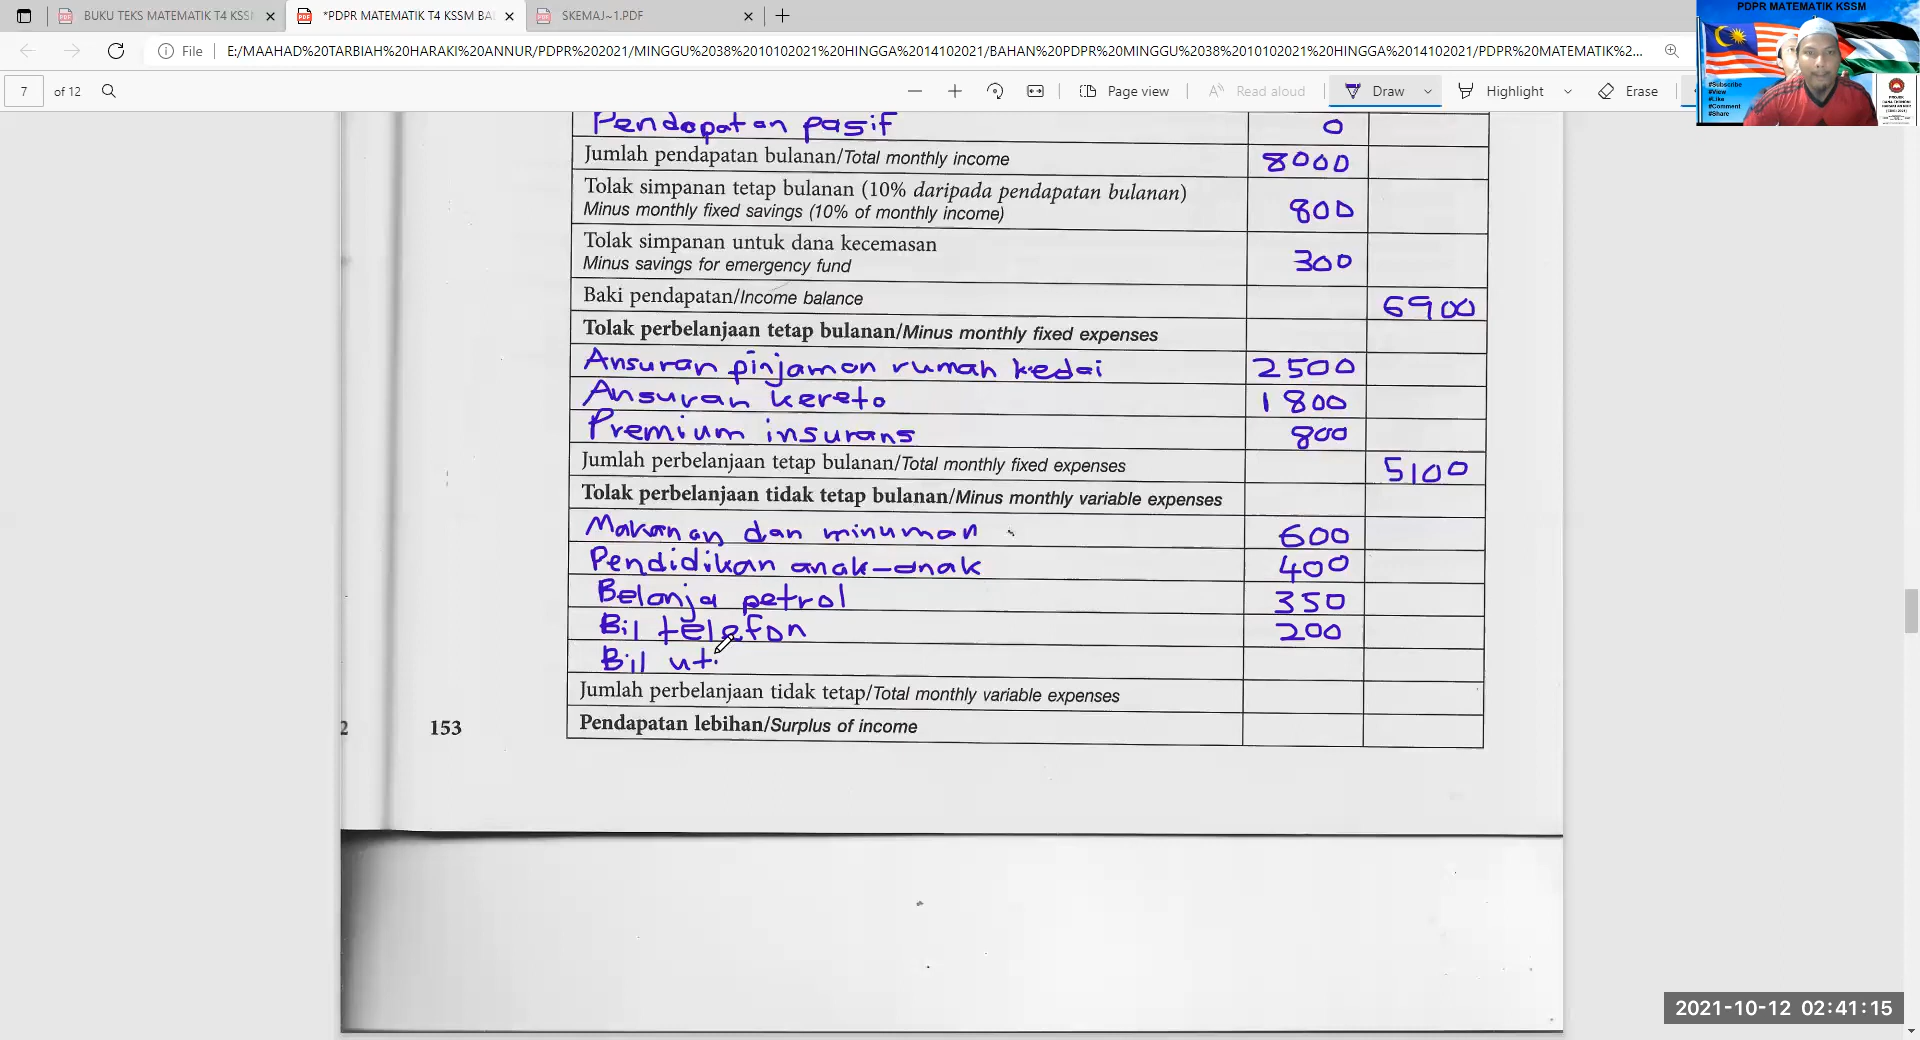 BUKU TEKS MATEMATIK T4 KSSM
*PDPR MATEMATIK T4 KSSM BA
SKEMAJ~1.PDF
PDPR MATEMATIK KSSM
File
E:/MAAHAD%20TARBIAH%20HARAKI%20ANNUR/PDPR%202021/MINGGU%2038%2010102021%20HINGGA%2014102021/BAHAN%20PDPR%20MINGGU%2038%2010102021%20HINGGA%2014102021/PDPR%20MATEMATIK%2...
7 of 12
Page view
Read aloud
Draw
Highlight
Erase
#Subscribe
#View
#Like
#Comment
#Share
Pendapatan pasif 0
Jumlah pendapatan bulanan/Total monthly income 8000
Tolak simpanan tetap bulanan (10% daripada pendapatan bulanan)
Minus monthly fixed savings (10% of monthly income) 800
Tolak simpanan untuk dana kecemasan
Minus savings for emergency fund 300
Baki pendapatan/Income balance 6900
Tolak perbelanjaan tetap bulanan/Minus monthly fixed expenses
Ansuran pinjaman rumah kedai 2500
Ansuran kereta 1800
Premium insurans 800
Jumlah perbelanjaan tetap bulanan/Total monthly fixed expenses 5100
Tolak perbelanjaan tidak tetap bulanan/Minus monthly variable expenses
Makanan dan minuman 600
Pendidikan anak-anak 400
Belanja petrol 350
Bil telefon 200
Bil uti
Jumlah perbelanjaan tidak tetap/Total monthly variable expenses
Pendapatan lebihan/Surplus of income
2 153
2021-10-12 02:41:15